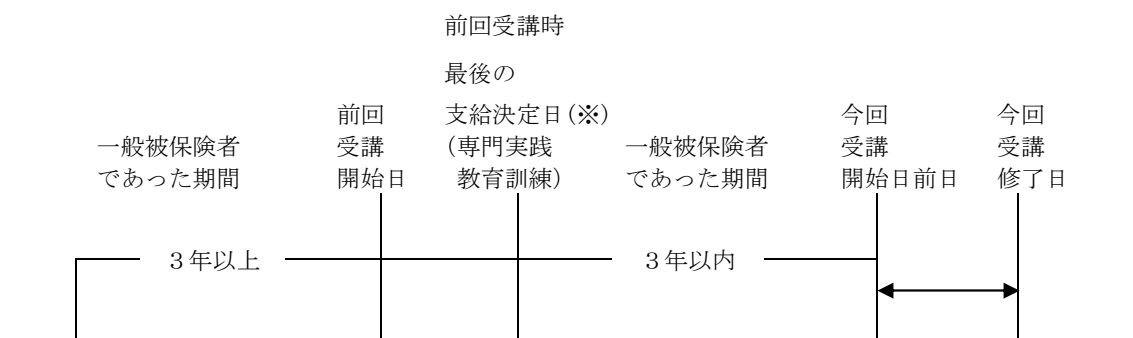 一般被保険者
であった期間
前回
受講
開始日
前回受講時
最後の
支給決定日(※)
(専門実践
教育訓練)
一般被保険者
であった期間
今回
受講
開始日前日
今回
受講
修了日
３年以上
３年以内